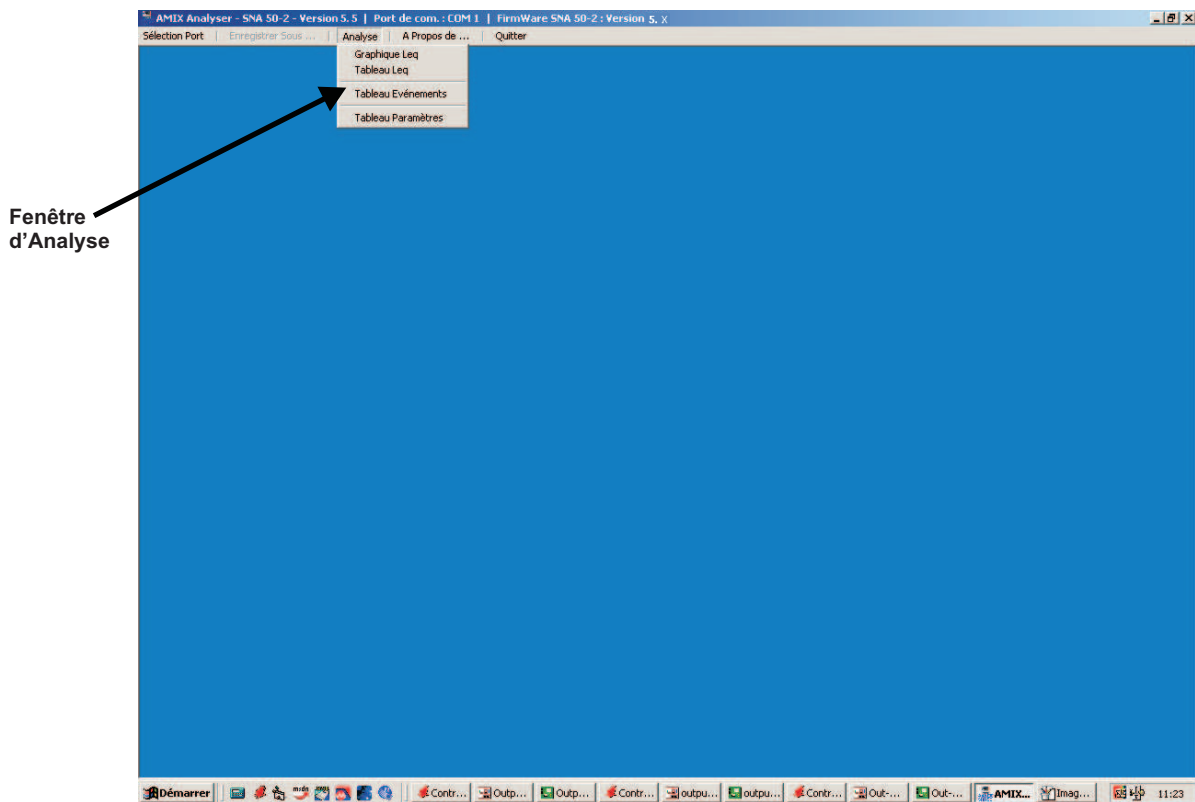 AMIX Analyser - SNA 50-2 - Version 5.5 | Port de com. : COM 1 | FirmWare SNA 50-2 : Version 5. X
Sélection Port | Enregistrer Sous ... | Analyse | A Propos de ... | Quitter
Graphique Leq
Tableau Leq
Tableau Evénements
Tableau Paramètres
Fenêtre
d'Analyse
Démarrer Contr... Outp... Outp... Contr... outpu... outpu... Contr... Out-... Out-... AMIX... Imag... 11:23